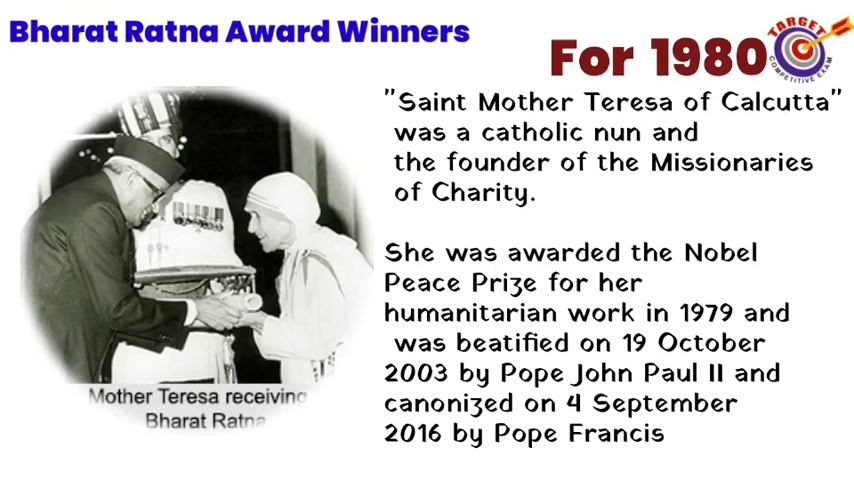 Bharat Ratna Award Winners
For 1980
TARGET
COMPETITIVE EXAM
"Saint Mother Teresa of Calcutta"
was a catholic nun and
the founder of the Missionaries
of Charity.
She was awarded the Nobel
Peace Prize for her
humanitarian work in 1979 and
was beatified on 19 October
2003 by Pope John Paul II and
canonized on 4 September
2016 by Pope Francis
Mother Teresa receiving
Bharat Ratna